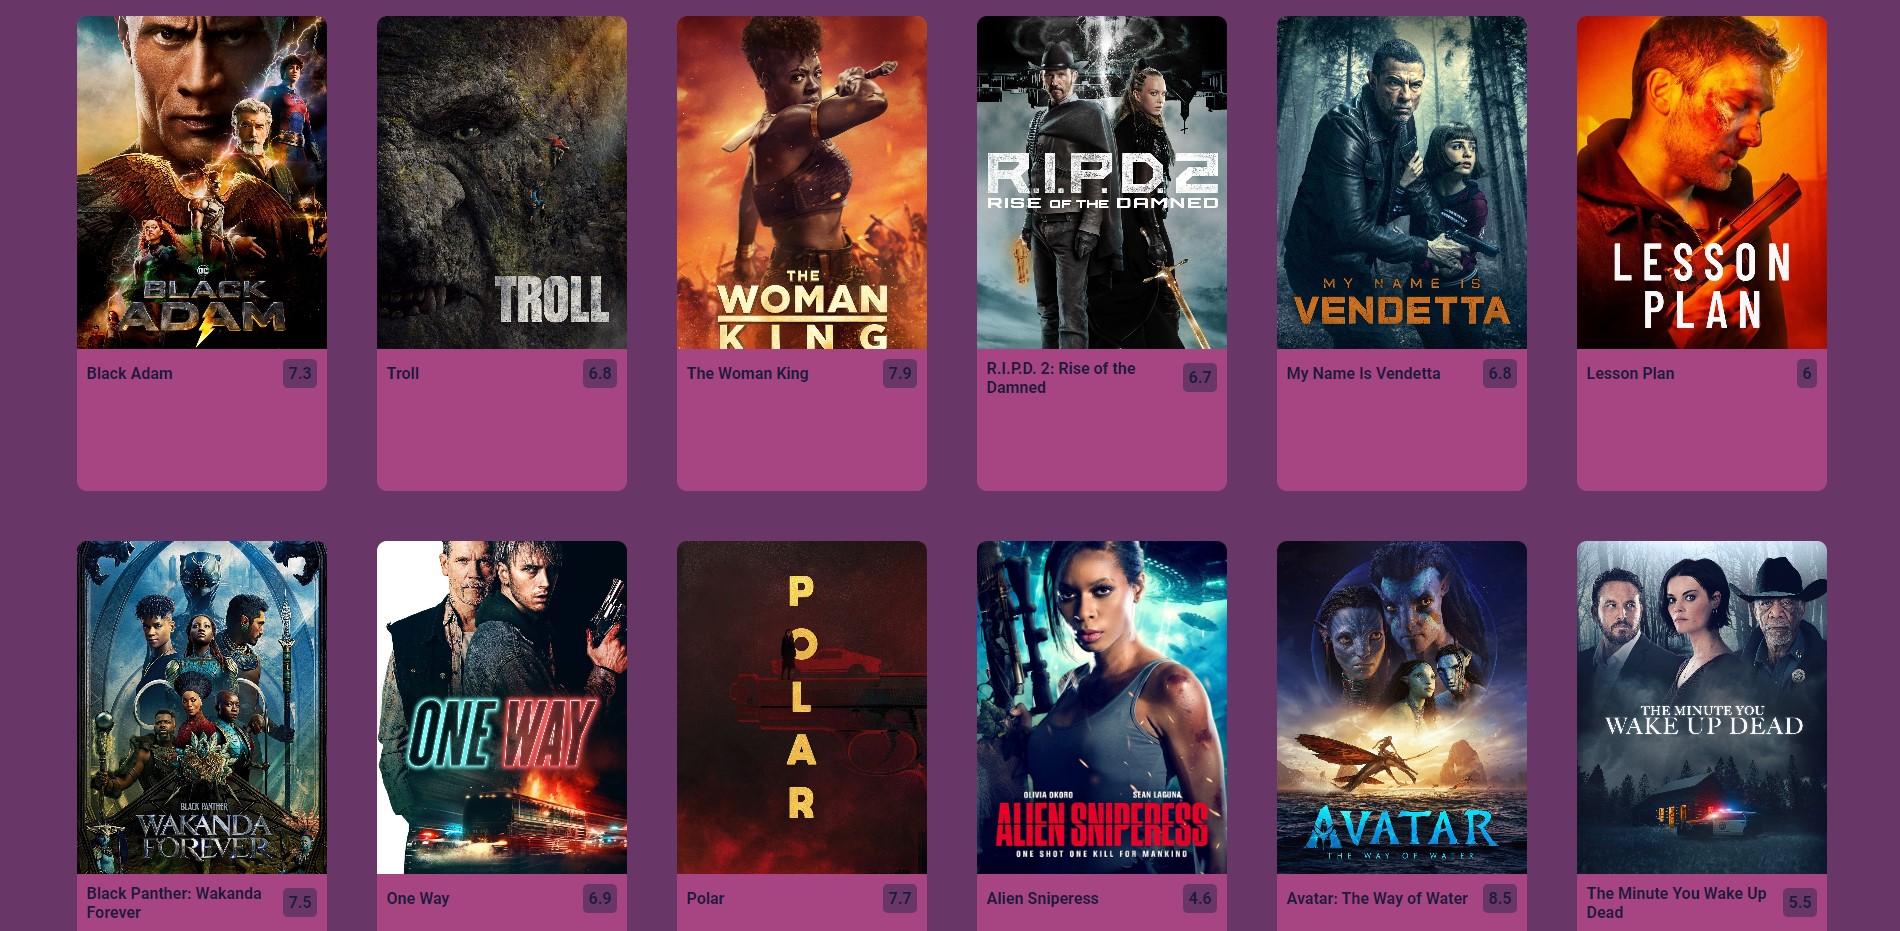 DC
BLACK
ADAM
Black Adam 7.3
TROLL
Troll 6.8
THE
WOMAN
KING
The Woman King 7.9
R.I.P.D. 2
RISE OF THE DAMNED
R.I.P.D. 2: Rise of the
Damned 6.7
MY NAME IS
VENDETTA
My Name Is Vendetta 6.8
LESSON
PLAN
Lesson Plan 6
BLACK PANTHER
WAKANDA
FOREVER
Black Panther: Wakanda
Forever 7.5
ONE WAY
One Way 6.9
P
O
L
A
R
Polar 7.7
OLIVIA OKORO SEAN LAGUNA
ALIEN SNIPERESS
ONE SHOT ONE KILL FOR MANKIND
Alien Sniperess 4.6
AVATAR
THE WAY OF WATER
Avatar: The Way of Water 8.5
THE MINUTE YOU
WAKE UP DEAD
The Minute You Wake Up
Dead 5.5